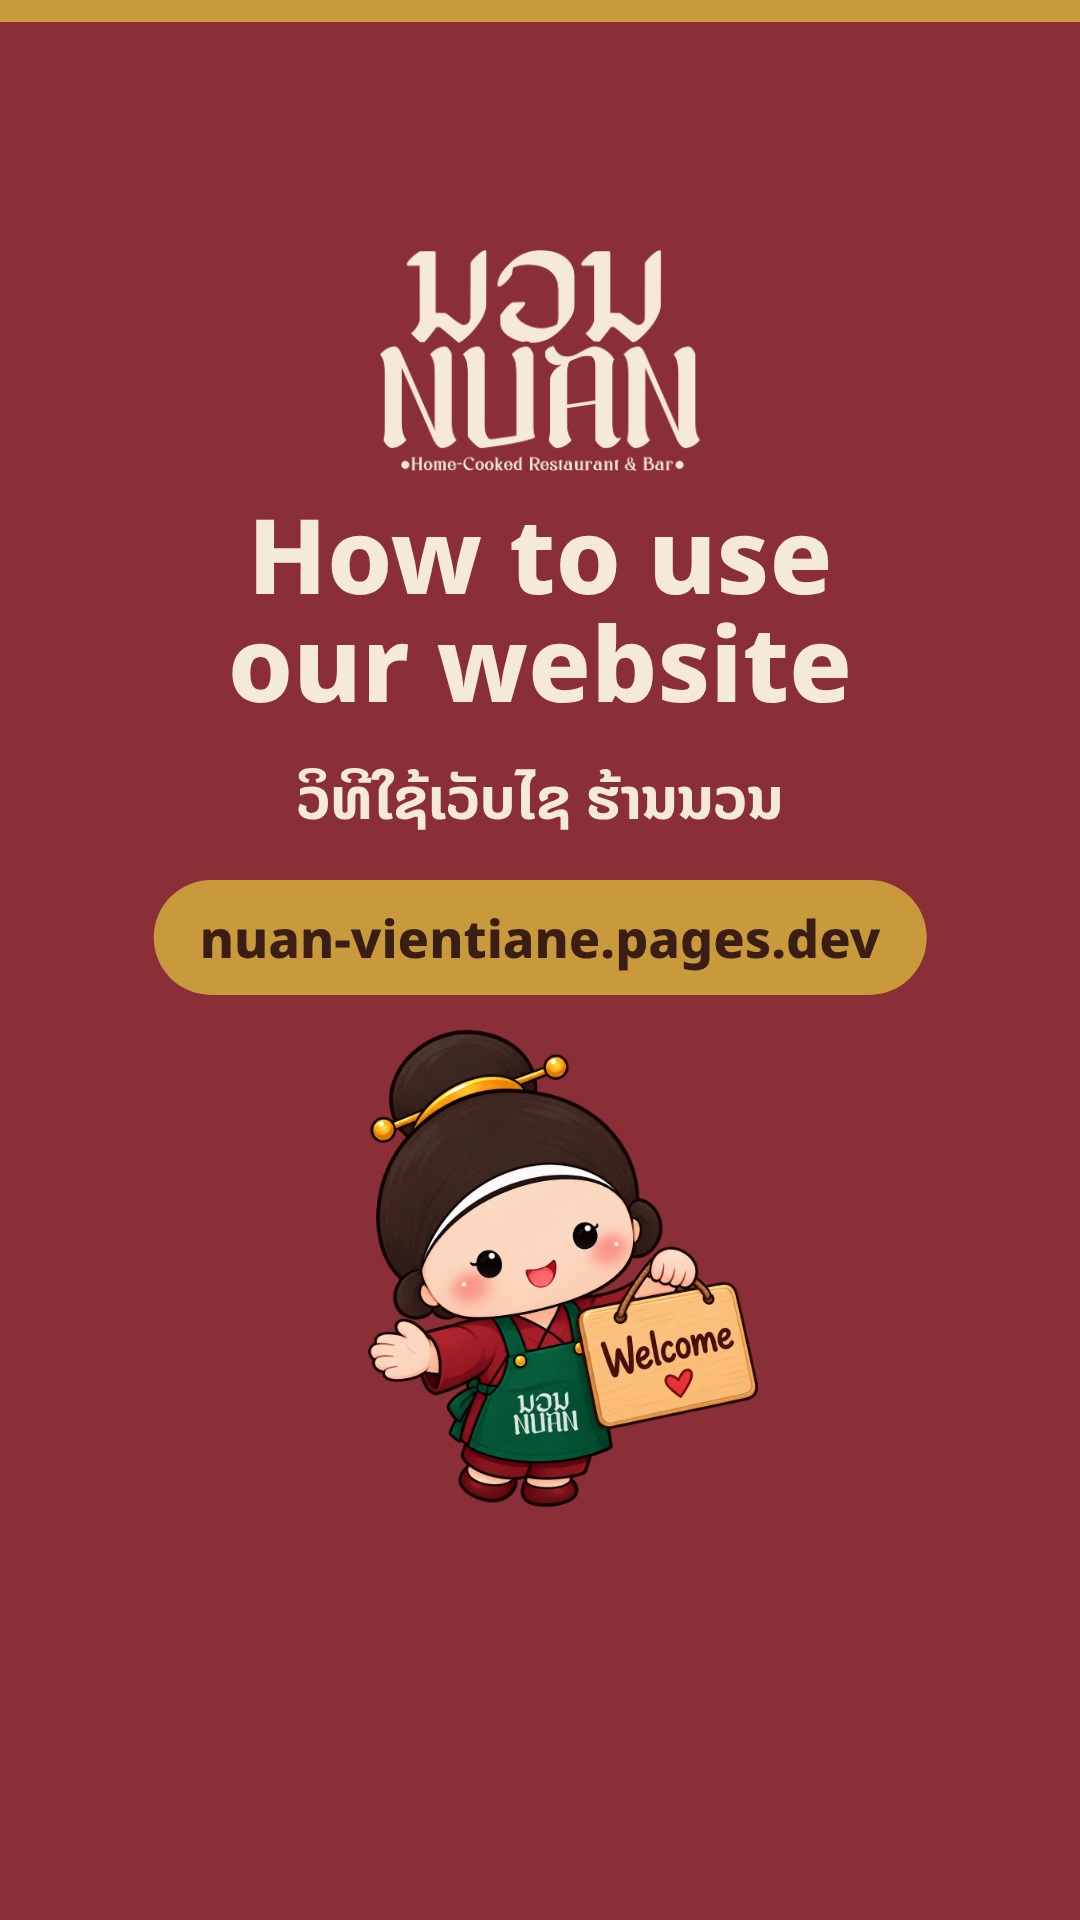 ນວນ
NUAN
•Home-Cooked Restaurant & Bar•
How to use
our website
ວິທີໃຊ້ເວັບໄຊ ຮ້ານນວນ
nuan-vientiane.pages.dev
Welcome
ນວນ
NUAN